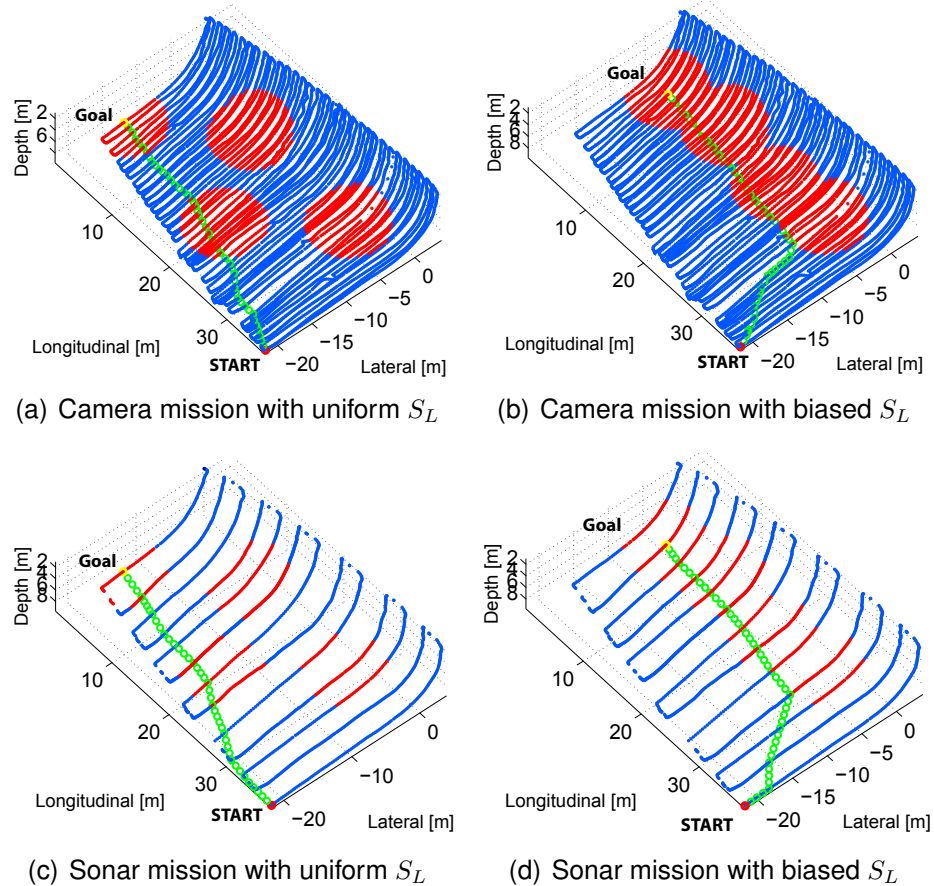 Goal
Depth [m]
2
6
10
20
30
Longitudinal [m]
START
−20
−15
−10
−5
0
Lateral [m]
(a) Camera mission with uniform S_L
Goal
Depth [m]
2
4
6
8
10
20
30
Longitudinal [m]
START
−20
−15
−10
−5
0
Lateral [m]
(b) Camera mission with biased S_L
Goal
Depth [m]
2
4
6
8
10
20
30
Longitudinal [m]
START
−20
−10
0
Lateral [m]
(c) Sonar mission with uniform S_L
Goal
Depth [m]
2
4
6
8
10
20
30
Longitudinal [m]
START
−20
−15
−10
−5
0
Lateral [m]
(d) Sonar mission with biased S_L